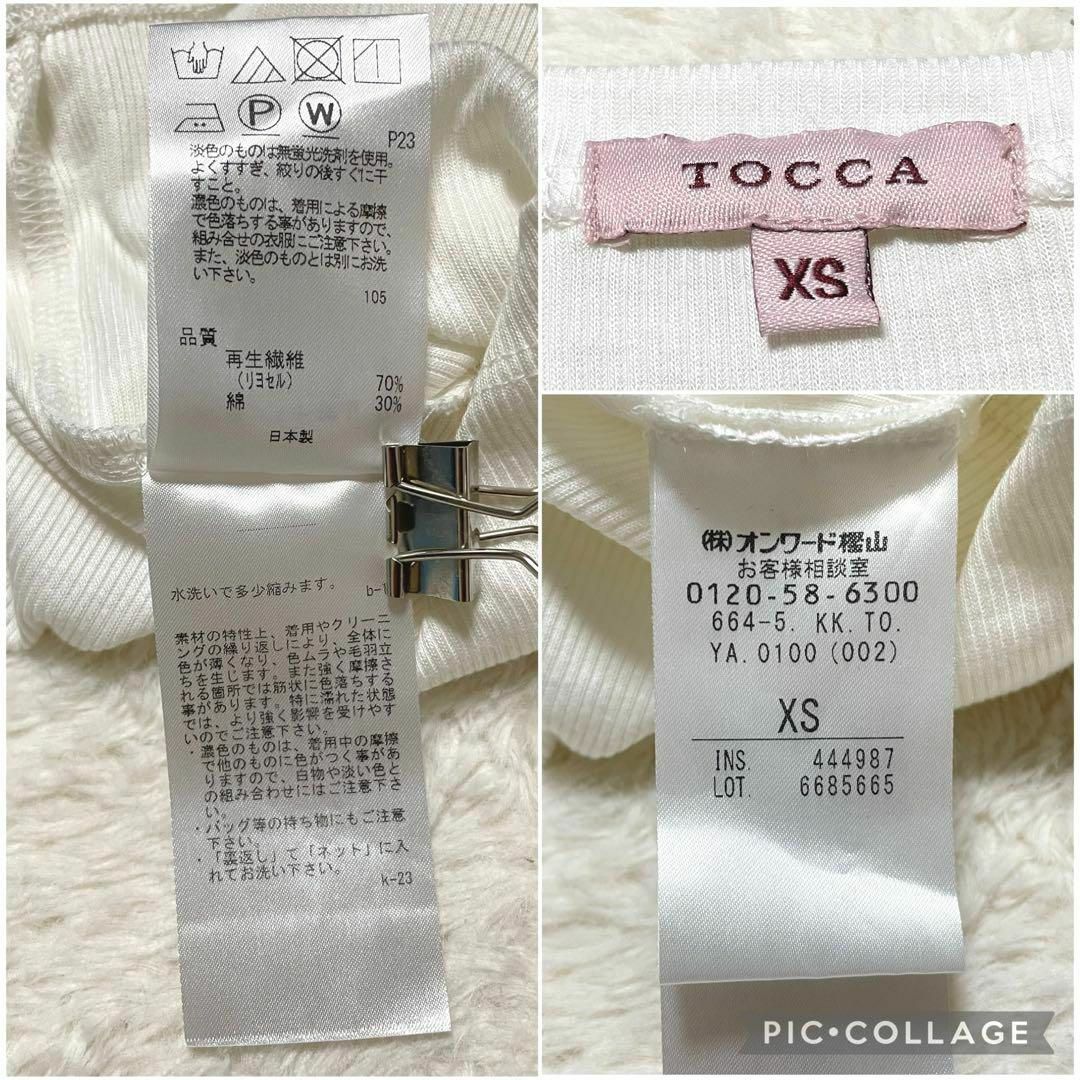 P
W
P23
淡色のものは無蛍光洗剤を使用。
よくすすぎ、絞りの後すぐに干
すこと。
濃色のものは、着用による摩擦
で色落ちする事がありますので、
組み合せの衣服にご注意下さい。
また、淡色のものとは別にお洗
い下さい。
105
品質
再生繊維
(リヨセル) 70%
綿 30%
日本製
水洗いで多少縮みます。
素材の特性上、着用やクリーニ
ングの繰り返しにより、全体に
色が薄くなり、色ムラや毛羽立
ちを生じます。また強く摩擦さ
れる箇所では筋状に色落ちする
事があります。特に濡れた状態
では、より強く影響を受けやす
いのでご注意下さい。
・濃色のものは、着用中の摩擦
で他のものに色がつく事があ
りますので、白物や淡い色と
の組み合わせにはご注意下さ
い。
・バッグ等の持ち物にもご注意
下さい。
・「裏返し」て「ネット」に入
れてお洗い下さい。
k-23
TOCCA
XS
㈱オンワード樫山
お客様相談室
0120-58-6300
664-5. KK. TO.
YA. 0100 (002)
XS
INS. 444987
LOT. 6685665
PIC•COLLAGE